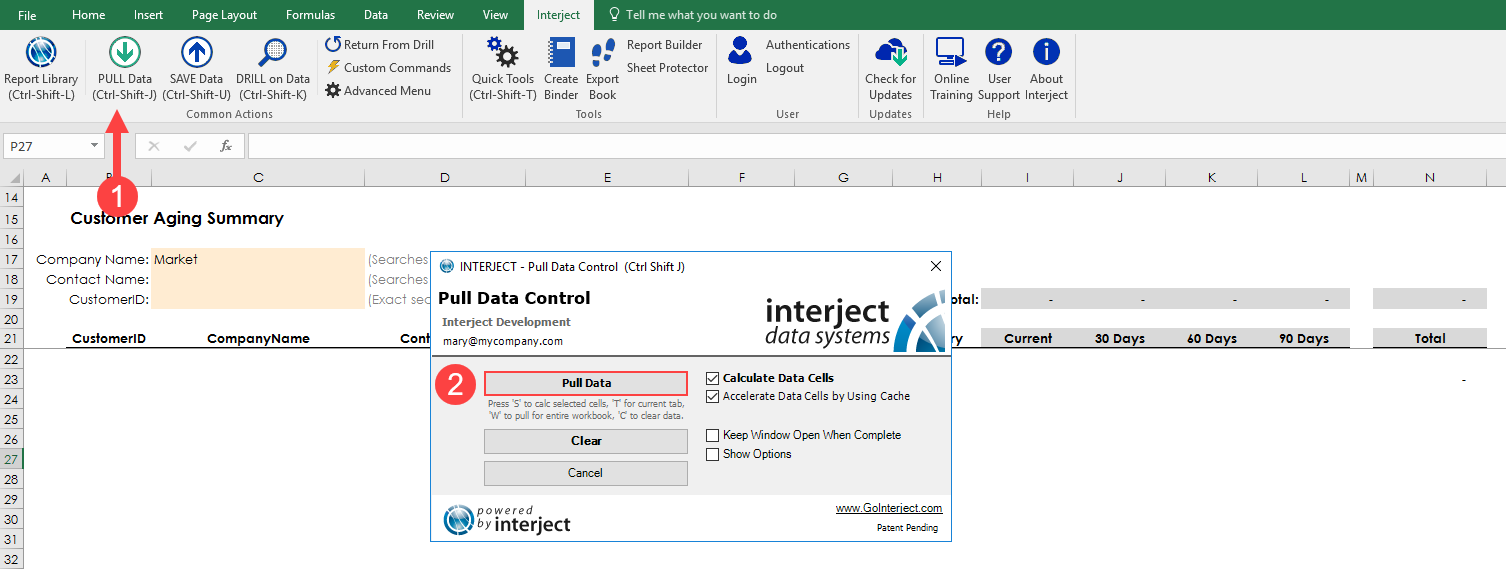 File Home Insert Page Layout Formulas Data Review View Interject Tell me what you want to do
Report Library
(Ctrl-Shift-L)
PULL Data
(Ctrl-Shift-J)
SAVE Data
(Ctrl-Shift-U)
DRILL on Data
(Ctrl-Shift-K)
Return From Drill
Custom Commands
Advanced Menu
Common Actions
Quick Tools
(Ctrl-Shift-T)
Create
Binder
Export
Book
Report Builder
Sheet Protector
Tools
Login
Authentications
Logout
User
Check for
Updates
Updates
Online
Training
User
Support
About
Interject
Help
P27 fx
1
A C D E F G H I J K L M N
14
15 Customer Aging Summary
16
17 Company Name: Market (Searches
18 Contact Name: (Searches
19 CustomerID: (Exact sec otal: - - - - -
20
21 CustomerID CompanyName Cont ry Current 30 Days 60 Days 90 Days Total
22
23 -
24
25
26
27
28
29
30
31
32
INTERJECT - Pull Data Control (Ctrl Shift J)
Pull Data Control
Interject Development
mary@mycompany.com
interject
data systems
2
Pull Data
Press 'S' to calc selected cells, 'T' for current tab,
'W' to pull for entire workbook, 'C' to clear data.
Clear
Cancel
Calculate Data Cells
Accelerate Data Cells by Using Cache
Keep Window Open When Complete
Show Options
powered
by interject
www.GoInterject.com
Patent Pending